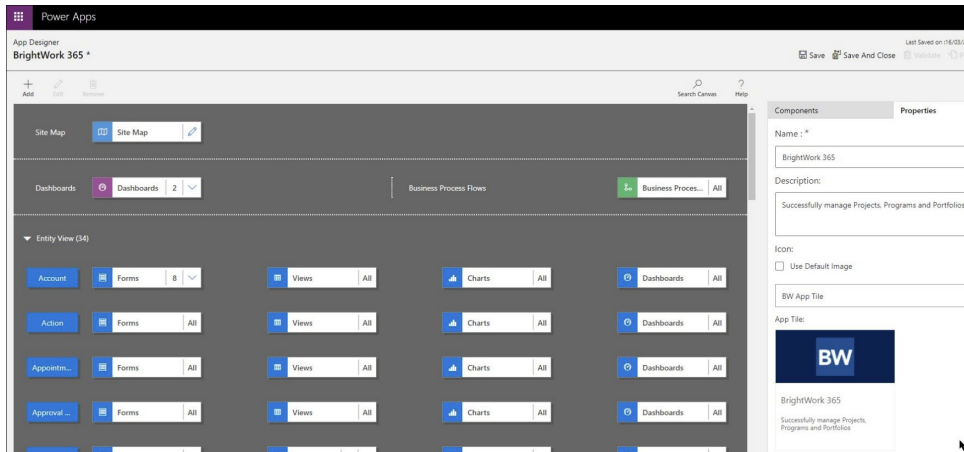 Power Apps
App Designer
BrightWork 365 *
Last Saved on :16/03/
Save Save And Close Validate
Add Edit Remove
Search Canvas Help
Components Properties
Site Map Site Map
Name : *
BrightWork 365
Dashboards Dashboards 2 Business Process Flows Business Proces... All
Description:
Successfully manage Projects, Programs and Portfolios
Entity View (34)
Icon:
Use Default Image
Account Forms 8 Views All Charts All Dashboards All
BW App Tile
Action Forms All Views All Charts All Dashboards All
App Tile:
BW
Appointm... Forms All Views All Charts All Dashboards All
BrightWork 365
Approval ... Forms All Views All Charts All Dashboards All
Successfully manage Projects,
Programs and Portfolios